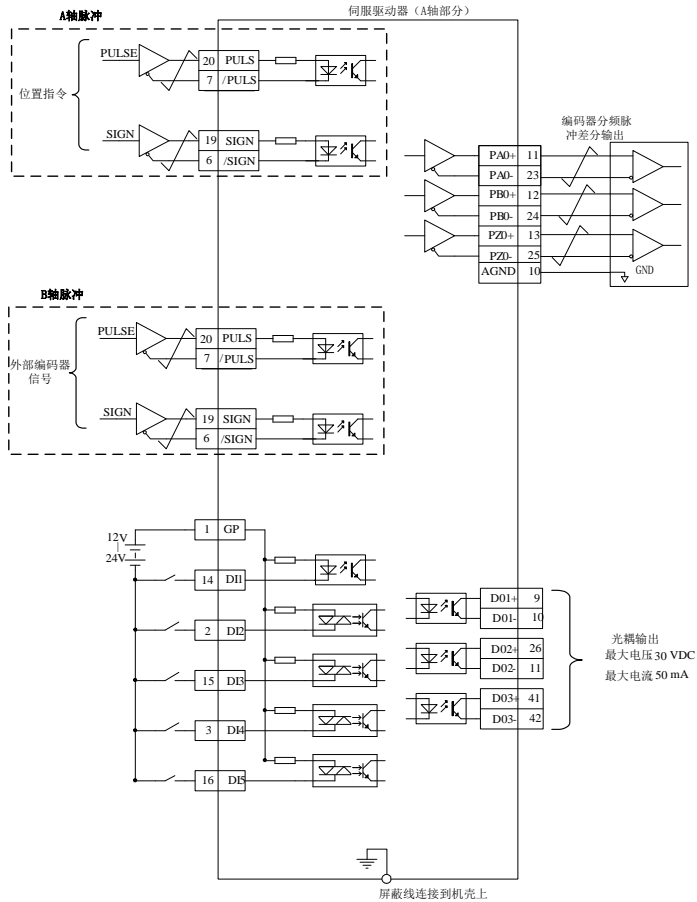 伺服驱动器（A轴部分）
A轴脉冲
位置指令
PULSE
20 PULS
7 /PULS
SIGN
19 SIGN
6 /SIGN
编码器分频脉
冲差分输出
PA0+ 11
PA0- 23
PB0+ 12
PB0- 24
PZ0+ 13
PZ0- 25
AGND 10
GND
B轴脉冲
外部编码器
信号
PULSE
20 PULS
7 /PULS
SIGN
19 SIGN
6 /SIGN
12V
24V
1 GP
14 DI1
2 DI2
15 DI3
3 DI4
16 DI5
D01+ 9
D01- 10
D02+ 26
D02- 11
D03+ 41
D03- 42
光耦输出
最大电压30 VDC
最大电流50 mA
屏蔽线连接到机壳上